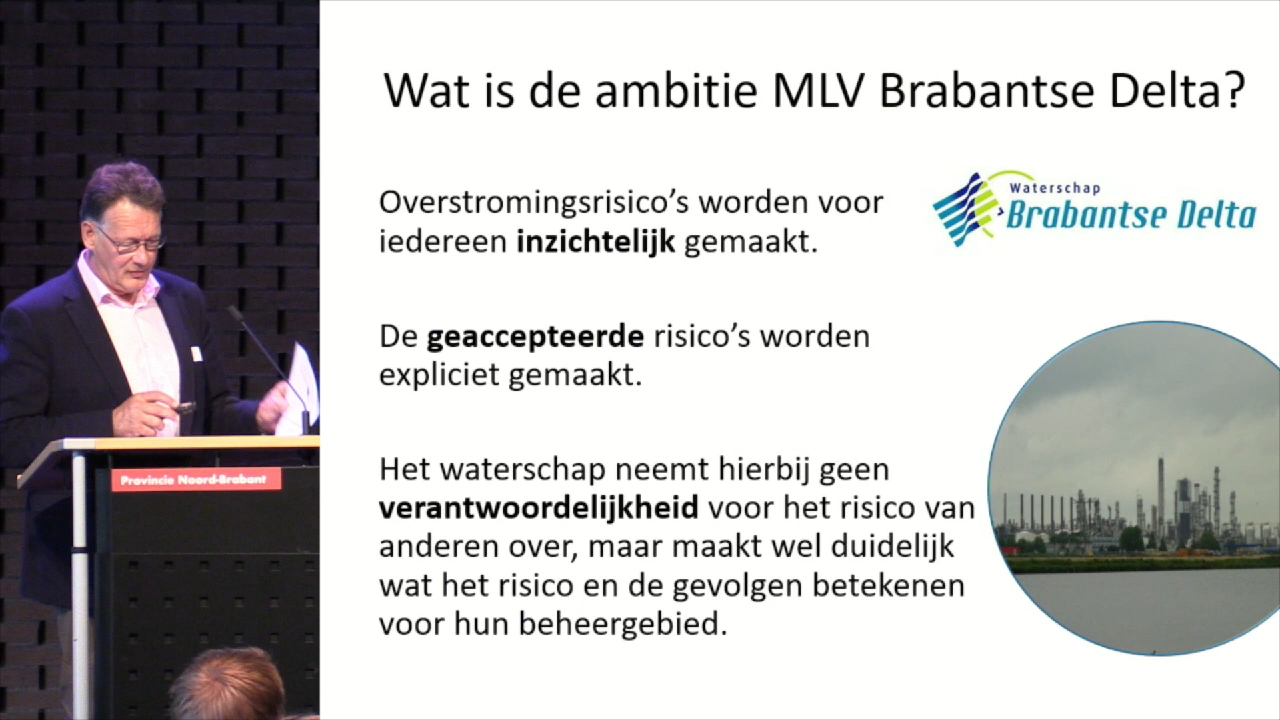 Wat is de ambitie MLV Brabantse Delta?
Waterschap
Brabantse Delta
Overstromingsrisico’s worden voor
iedereen inzichtelijk gemaakt.
De geaccepteerde risico’s worden
expliciet gemaakt.
Het waterschap neemt hierbij geen
verantwoordelijkheid voor het risico van
anderen over, maar maakt wel duidelijk
wat het risico en de gevolgen betekenen
voor hun beheergebied.
Provincie Noord-Brabant